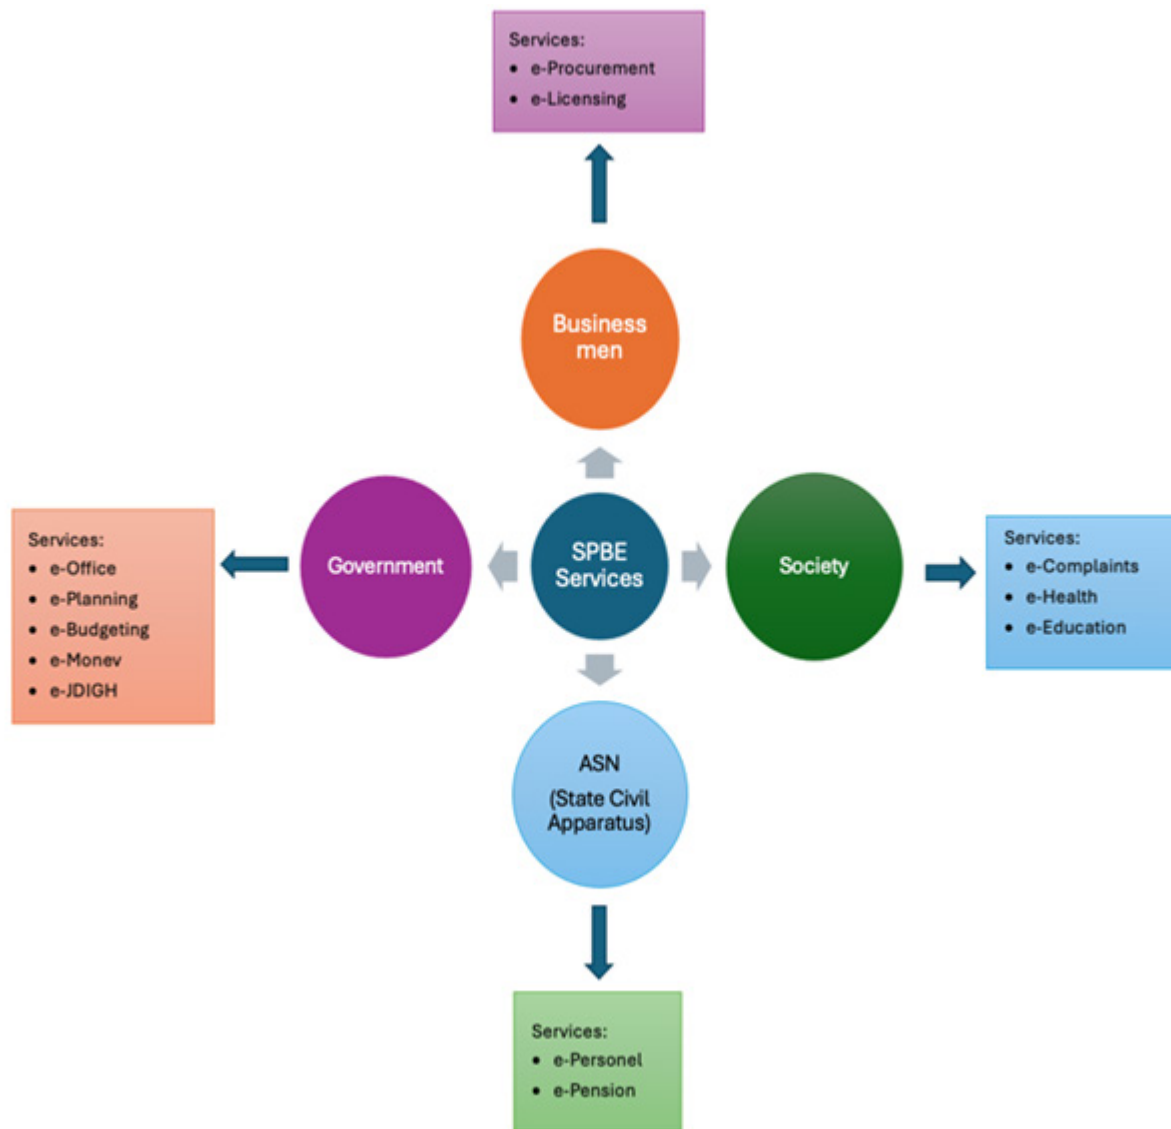 Services:
• e-Procurement
• e-Licensing
Business
men
Government
SPBE
Services
Society
Services:
• e-Office
• e-Planning
• e-Budgeting
• e-Monev
• e-JDIGH
Services:
• e-Complaints
• e-Health
• e-Education
ASN
(State Civil
Apparatus)
Services:
• e-Personel
• e-Pension